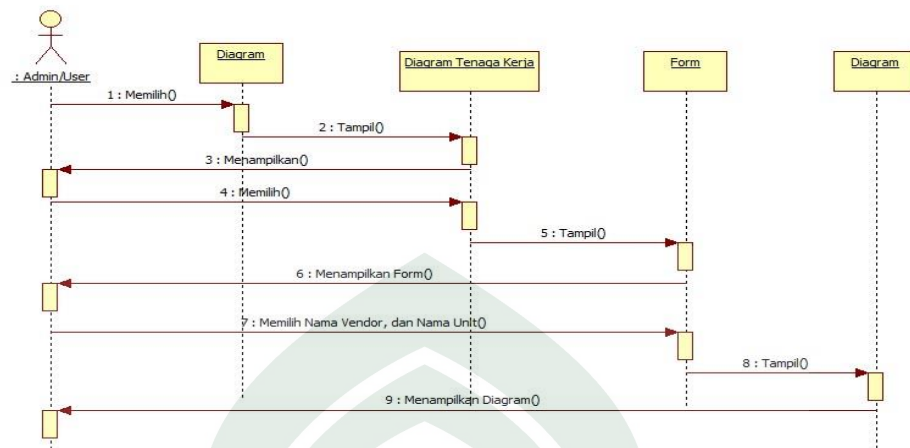 : Admin/User
Diagram
Diagram Tenaga Kerja
Form
Diagram
1 : Memilih()
2 : Tampil()
3 : Menampilkan()
4 : Memilih()
5 : Tampil()
6 : Menampilkan Form()
7 : Memilih Nama Vendor, dan Nama Unit()
8 : Tampil()
9 : Menampilkan Diagram()